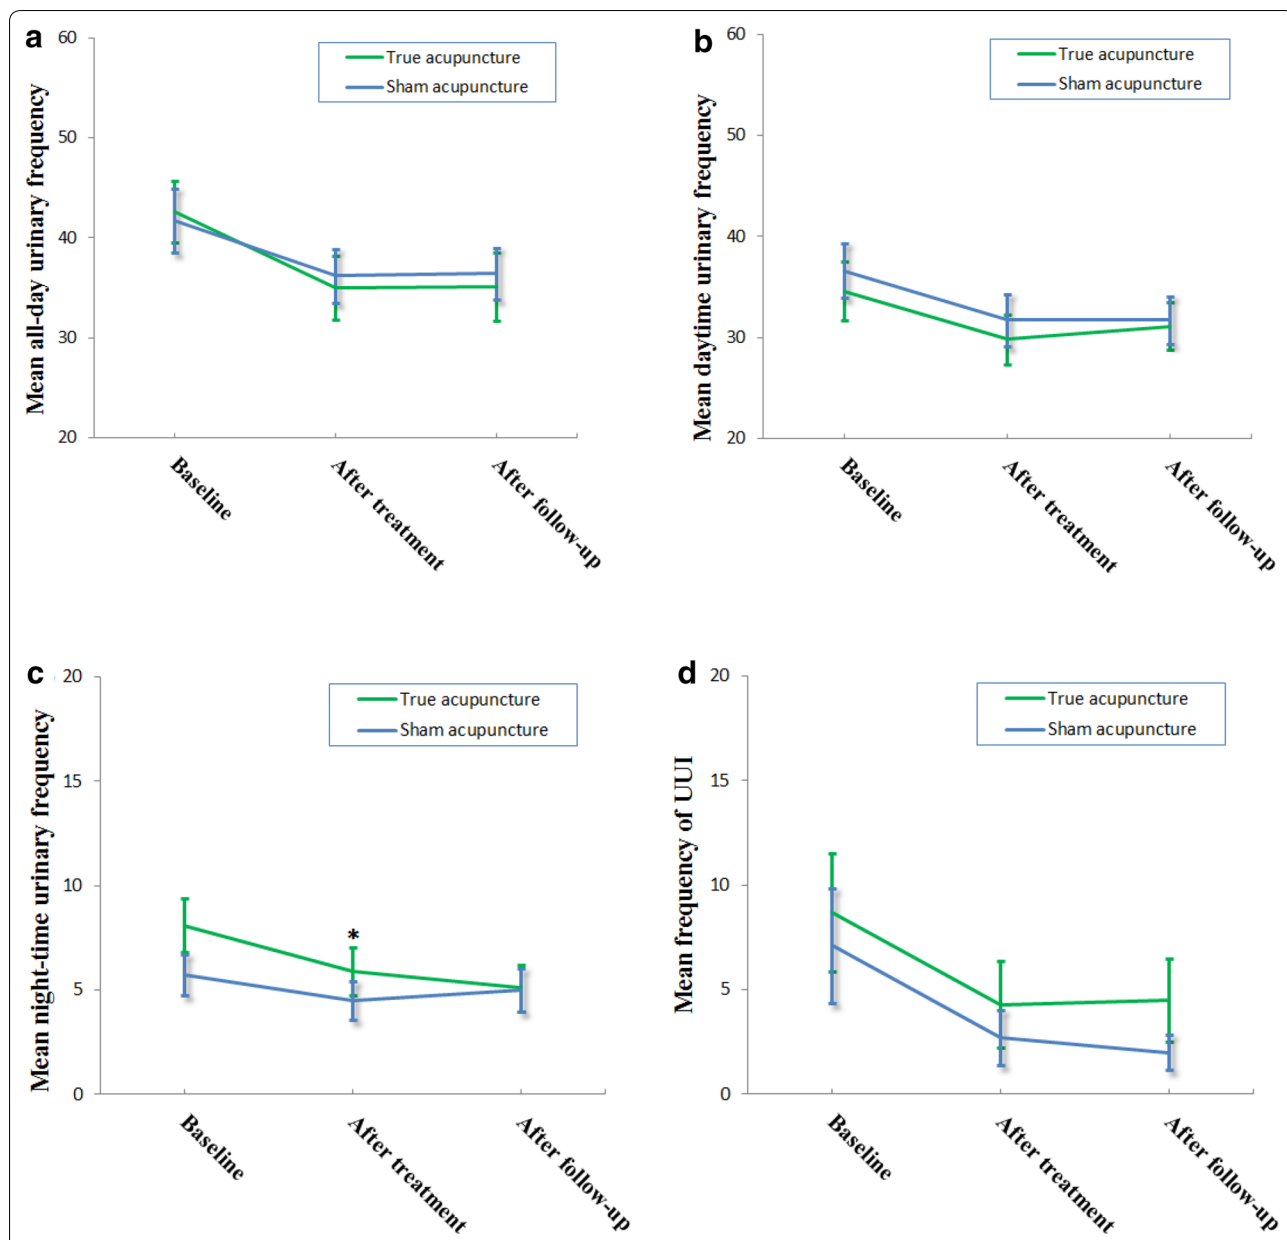 a
60
50
40
30
20
Mean all-day urinary frequency
True acupuncture
Sham acupuncture
Baseline
After treatment
After follow-up
b
60
50
40
30
20
Mean daytime urinary frequency
True acupuncture
Sham acupuncture
Baseline
After treatment
After follow-up
c
20
15
10
5
0
Mean night-time urinary frequency
True acupuncture
Sham acupuncture
*
Baseline
After treatment
After follow-up
d
20
15
10
5
0
Mean frequency of UUI
True acupuncture
Sham acupuncture
Baseline
After treatment
After follow-up